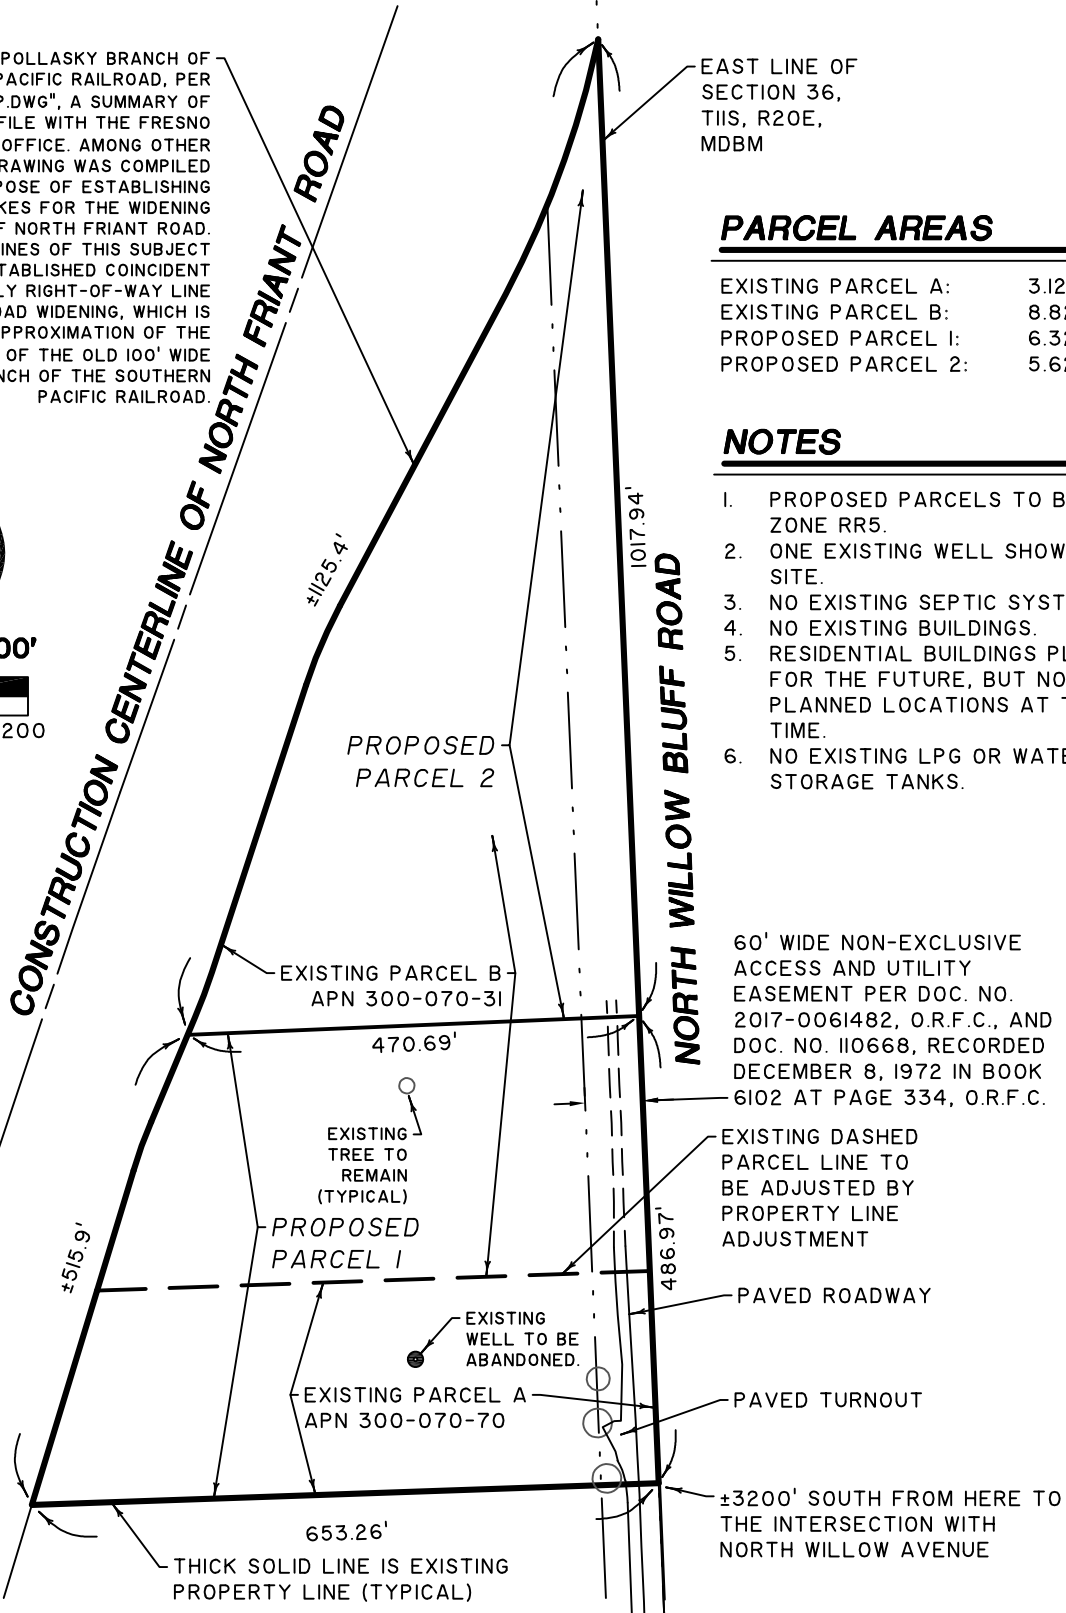 POLLASKY BRANCH OF
PACIFIC RAILROAD, PER
P.DWG", A SUMMARY OF
FILE WITH THE FRESNO
OFFICE. AMONG OTHER
RAWING WAS COMPILED
POSE OF ESTABLISHING
KES FOR THE WIDENING
F NORTH FRIANT ROAD.
INES OF THIS SUBJECT
TABLISHED COINCIDENT
LY RIGHT-OF-WAY LINE
OAD WIDENING, WHICH IS
PPROXIMATION OF THE
OF THE OLD 100' WIDE
NCH OF THE SOUTHERN
PACIFIC RAILROAD.
CONSTRUCTION CENTERLINE OF NORTH FRIANT ROAD
EAST LINE OF
SECTION 36,
T11S, R20E,
MDBM
PARCEL AREAS
EXISTING PARCEL A: 3.12
EXISTING PARCEL B: 8.82
PROPOSED PARCEL 1: 6.32
PROPOSED PARCEL 2: 5.62
NOTES
1. PROPOSED PARCELS TO B
ZONE RR5.
2. ONE EXISTING WELL SHOW
SITE.
3. NO EXISTING SEPTIC SYST
4. NO EXISTING BUILDINGS.
5. RESIDENTIAL BUILDINGS PL
FOR THE FUTURE, BUT NO
PLANNED LOCATIONS AT T
TIME.
6. NO EXISTING LPG OR WATE
STORAGE TANKS.
00'
200
±1125.4'
1017.94'
NORTH WILLOW BLUFF ROAD
PROPOSED
PARCEL 2
EXISTING PARCEL B
APN 300-070-31
470.69'
60' WIDE NON-EXCLUSIVE
ACCESS AND UTILITY
EASEMENT PER DOC. NO.
2017-0061482, O.R.F.C., AND
DOC. NO. 110668, RECORDED
DECEMBER 8, 1972 IN BOOK
6102 AT PAGE 334, O.R.F.C.
EXISTING
TREE TO
REMAIN
(TYPICAL)
EXISTING DASHED
PARCEL LINE TO
BE ADJUSTED BY
PROPERTY LINE
ADJUSTMENT
PROPOSED
PARCEL 1
±515.9'
486.97'
PAVED ROADWAY
EXISTING
WELL TO BE
ABANDONED.
EXISTING PARCEL A
APN 300-070-70
PAVED TURNOUT
±3200' SOUTH FROM HERE TO
THE INTERSECTION WITH
NORTH WILLOW AVENUE
653.26'
THICK SOLID LINE IS EXISTING
PROPERTY LINE (TYPICAL)